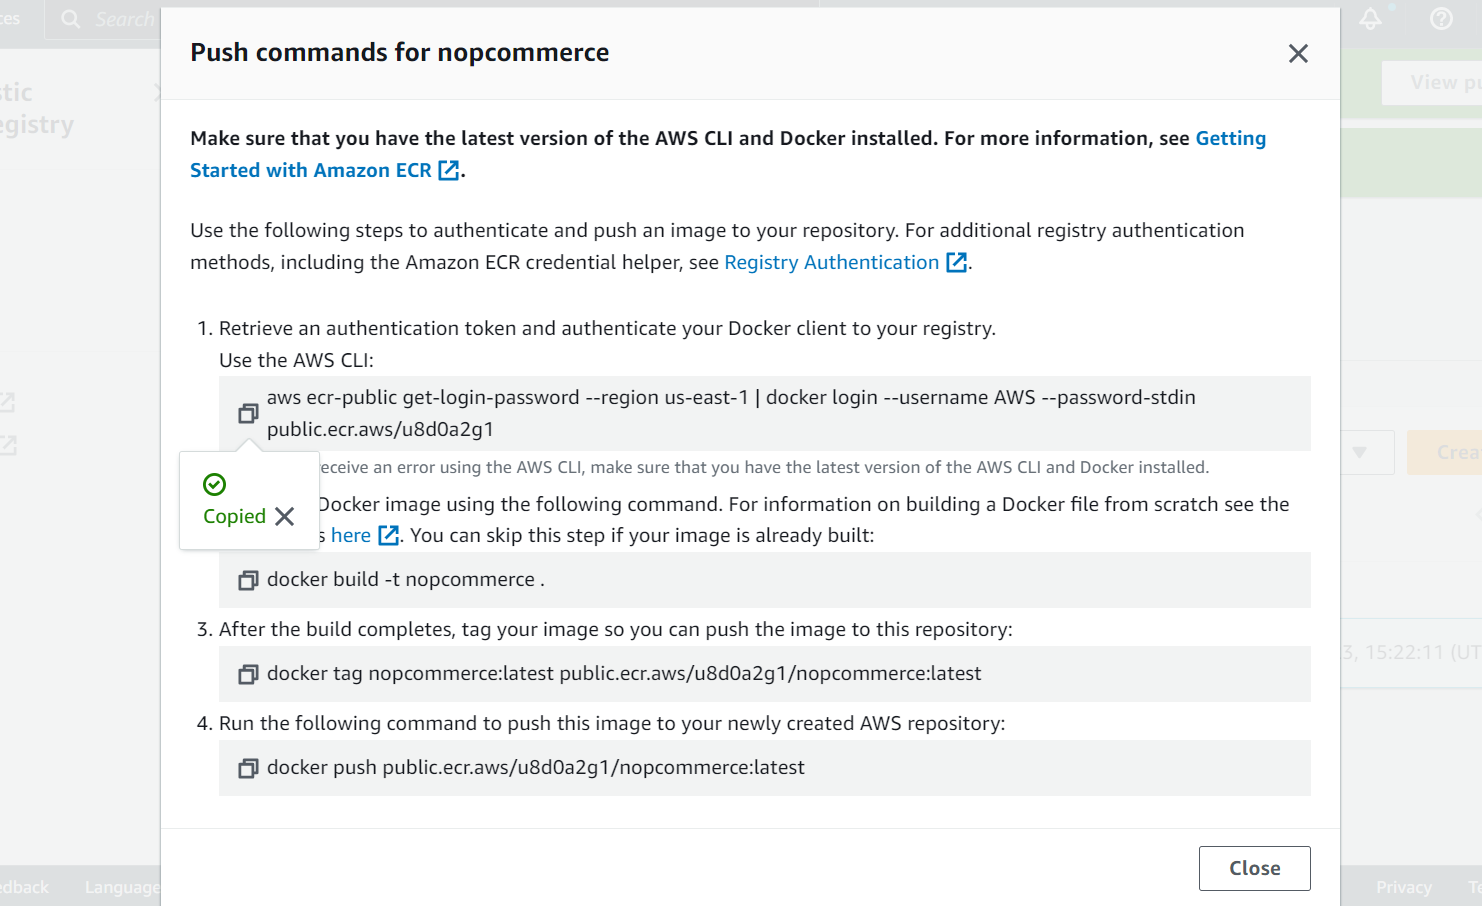 Search
Push commands for nopcommerce
View
Make sure that you have the latest version of the AWS CLI and Docker installed. For more information, see Getting
Started with Amazon ECR .
Use the following steps to authenticate and push an image to your repository. For additional registry authentication
methods, including the Amazon ECR credential helper, see Registry Authentication .
1. Retrieve an authentication token and authenticate your Docker client to your registry.
Use the AWS CLI:
aws ecr-public get-login-password --region us-east-1 | docker login --username AWS --password-stdin
public.ecr.aws/u8d0a2g1
receive an error using the AWS CLI, make sure that you have the latest version of the AWS CLI and Docker installed.
Copied
Docker image using the following command. For information on building a Docker file from scratch see the
here . You can skip this step if your image is already built:
docker build -t nopcommerce .
3. After the build completes, tag your image so you can push the image to this repository:
docker tag nopcommerce:latest public.ecr.aws/u8d0a2g1/nopcommerce:latest
4. Run the following command to push this image to your newly created AWS repository:
docker push public.ecr.aws/u8d0a2g1/nopcommerce:latest
3, 15:22:11 (UT
Close
Language
Privacy